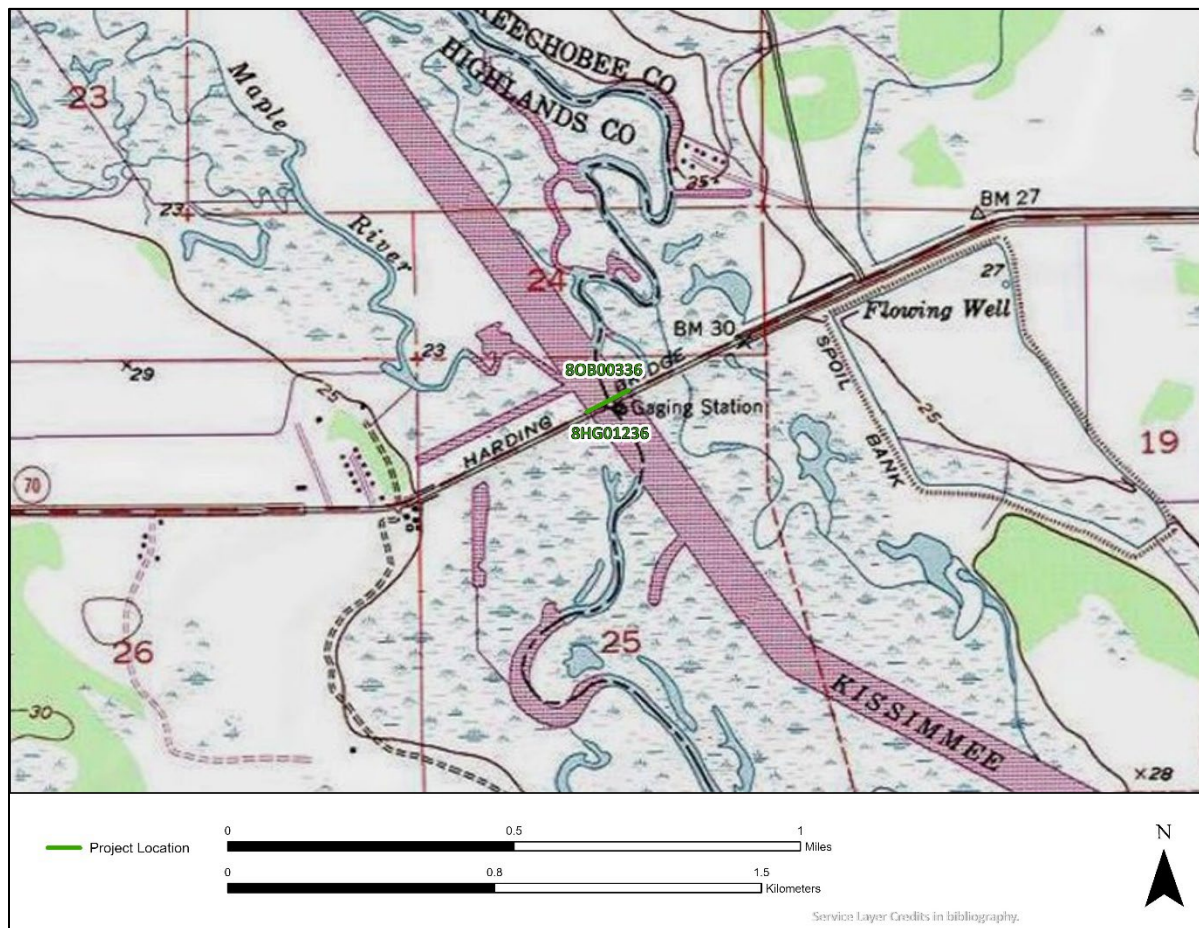 KEECHOBEE CO
HIGHLANDS CO
Maple
River
23
23
25
BM 27
24
27
Flowing Well
BM 30
23
8OB00336
BRIDGE
29
SPOIL
Gaging Station
25
25
8HG01236
HARDING
BANK
19
70
26
25
30
KISSIMMEE
28
Project Location
0 0.5 1
Miles
0 0.8 1.5
Kilometers
N
Service Layer Credits in bibliography.